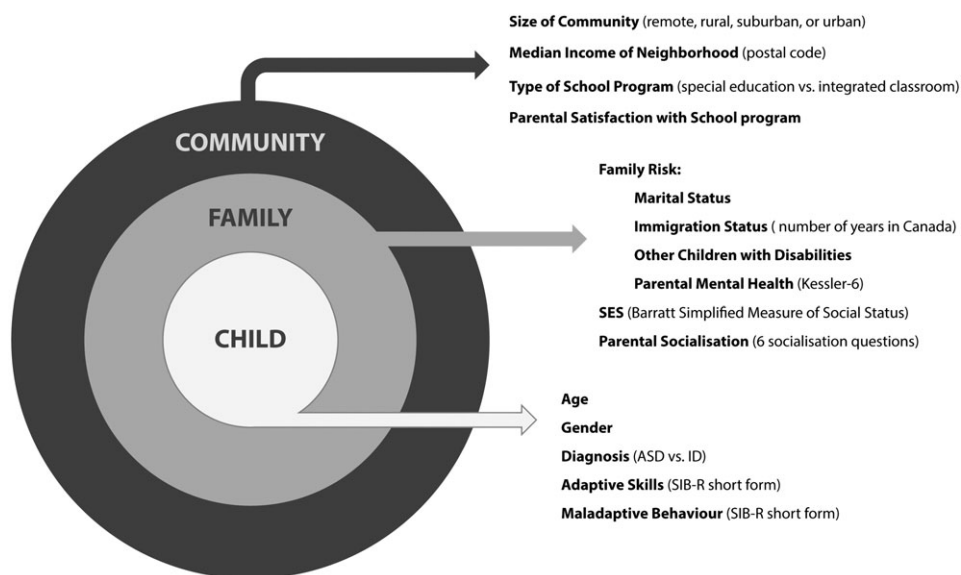 Size of Community (remote, rural, suburban, or urban)
Median Income of Neighborhood (postal code)
Type of School Program (special education vs. integrated classroom)
Parental Satisfaction with School program
COMMUNITY
Family Risk:
Marital Status
Immigration Status ( number of years in Canada)
Other Children with Disabilities
Parental Mental Health (Kessler-6)
SES (Barratt Simplified Measure of Social Status)
Parental Socialisation (6 socialisation questions)
FAMILY
CHILD
Age
Gender
Diagnosis (ASD vs. ID)
Adaptive Skills (SIB-R short form)
Maladaptive Behaviour (SIB-R short form)